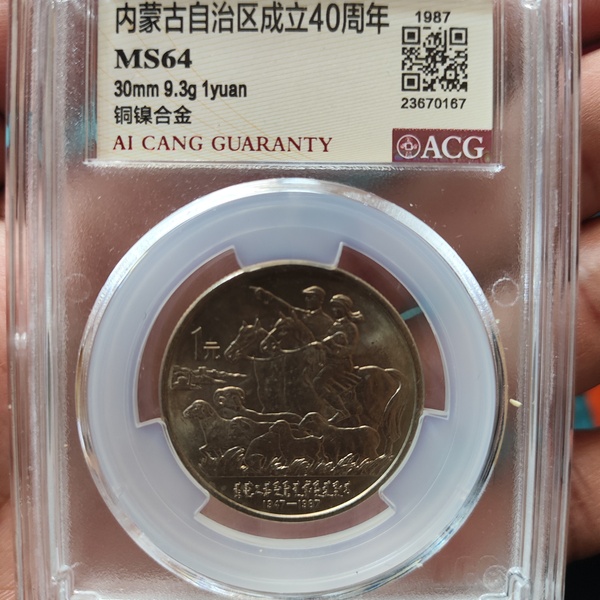 内蒙古自治区成立40周年
1987
MS64
30mm 9.3g 1yuan
23670167
铜镍合金
AI CANG GUARANTY
ACG
1元
1947—1987